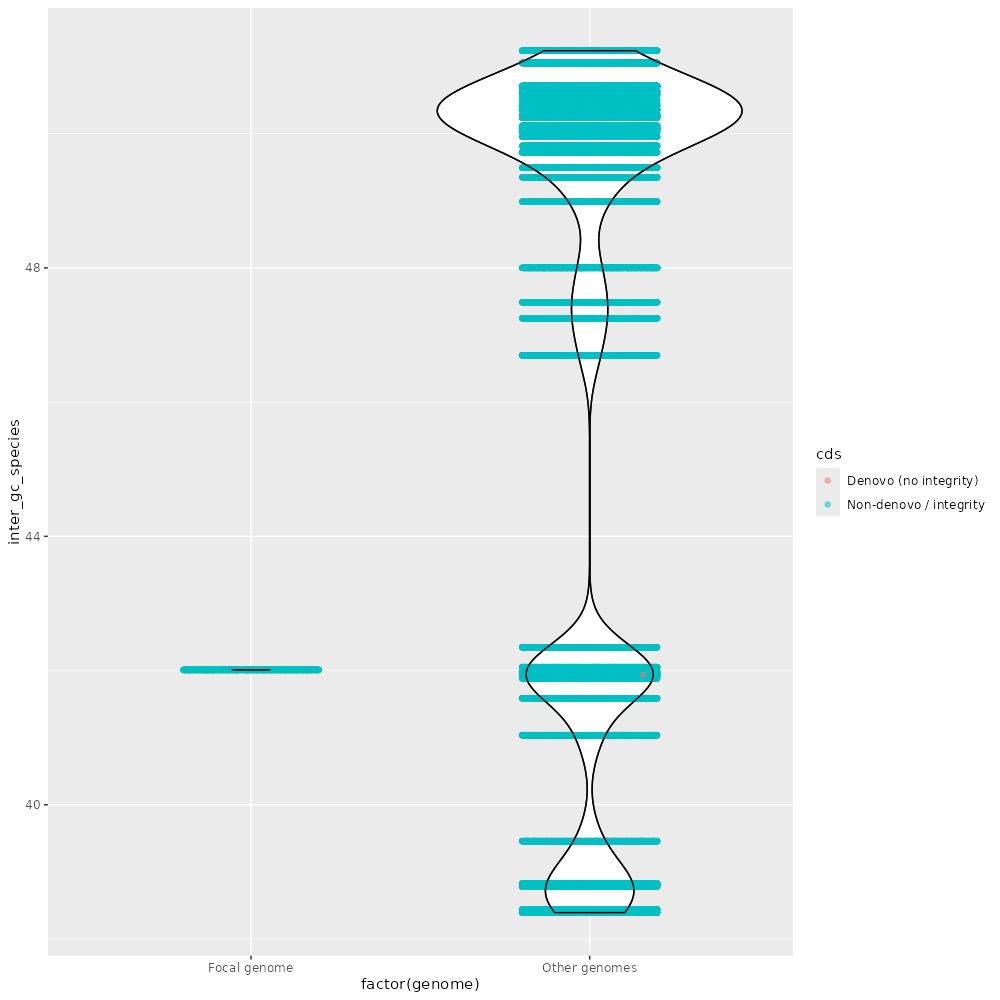 48
44
40
inter_gc_species
Focal genome
Other genomes
factor(genome)
cds
Denovo (no integrity)
Non-denovo / integrity